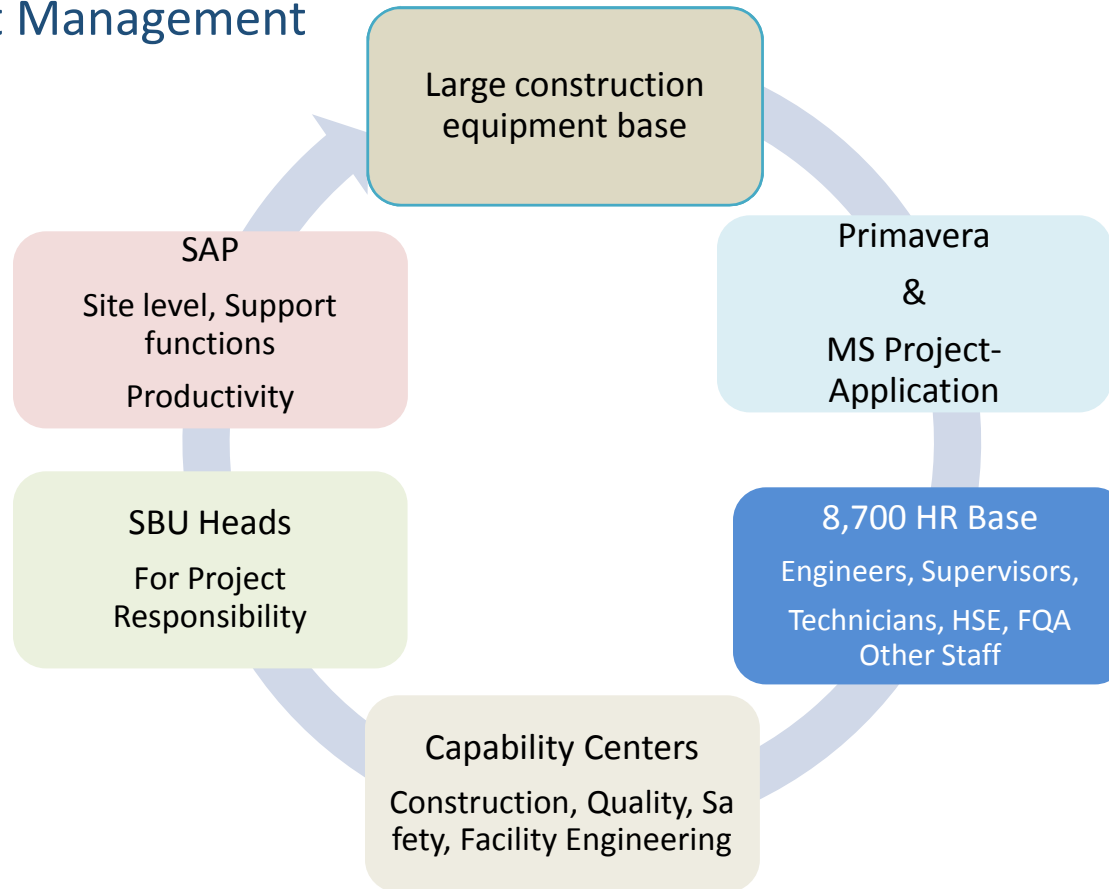 Management
Large construction
equipment base
Primavera
&
MS Project-
Application
8,700 HR Base
Engineers, Supervisors,
Technicians, HSE, FQA
Other Staff
Capability Centers
Construction, Quality, Sa
fety, Facility Engineering
SBU Heads
For Project
Responsibility
SAP
Site level, Support
functions
Productivity